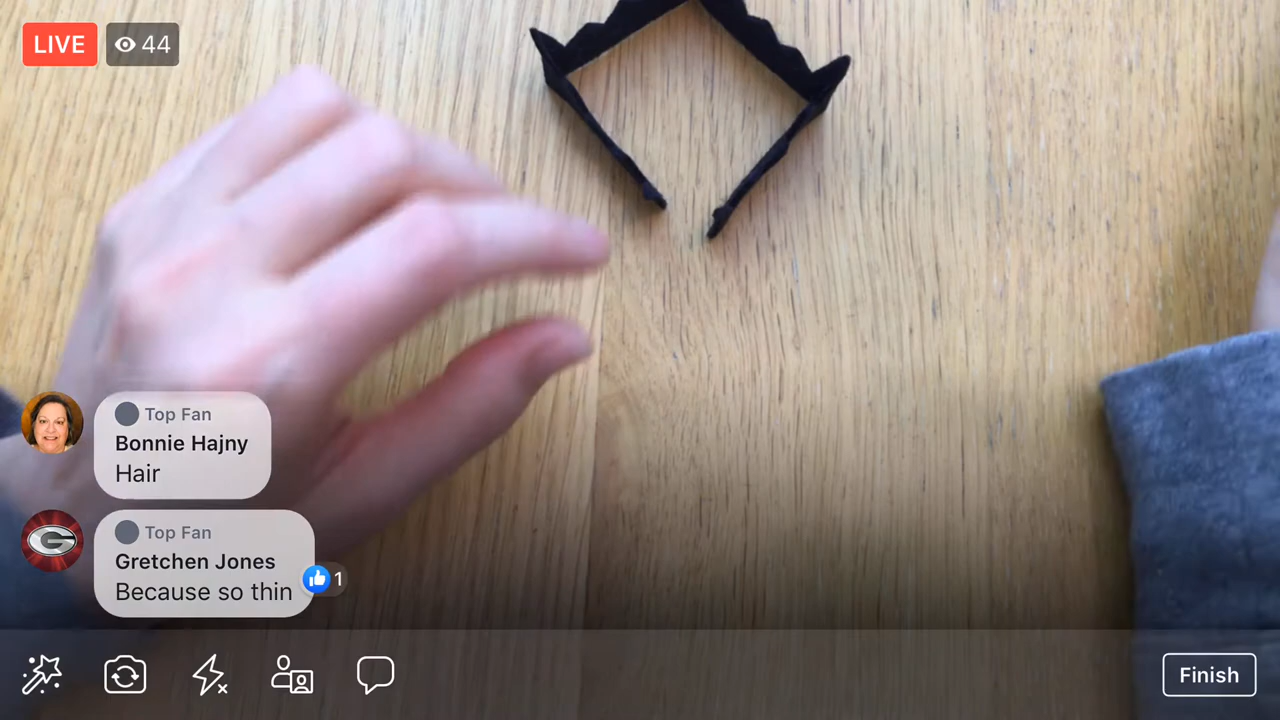 LIVE 44
Top Fan
Bonnie Hajny
Hair
Top Fan
Gretchen Jones
Because so thin
1
G
Finish